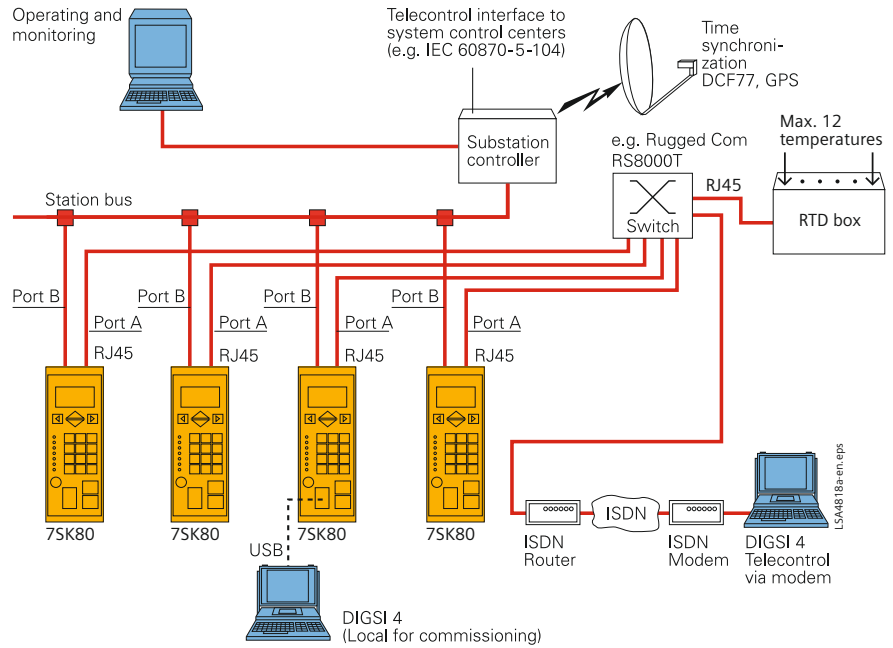 Operating and
monitoring
Telecontrol interface to
system control centers
(e.g. IEC 60870-5-104)
Time
synchroni-
zation
DCF77, GPS
Substation
controller
e.g. Rugged Com
RS8000T
Max. 12
temperatures
RJ45
Switch
RTD box
Station bus
Port B
Port B
Port B
Port B
Port A
Port A
Port A
Port A
RJ45
RJ45
RJ45
RJ45
7SK80
7SK80
7SK80
7SK80
USB
DIGSI 4
(Local for commissioning)
ISDN
Router
ISDN
ISDN
Modem
DIGSI 4
Telecontrol
via modem
LSA4818a-en.eps